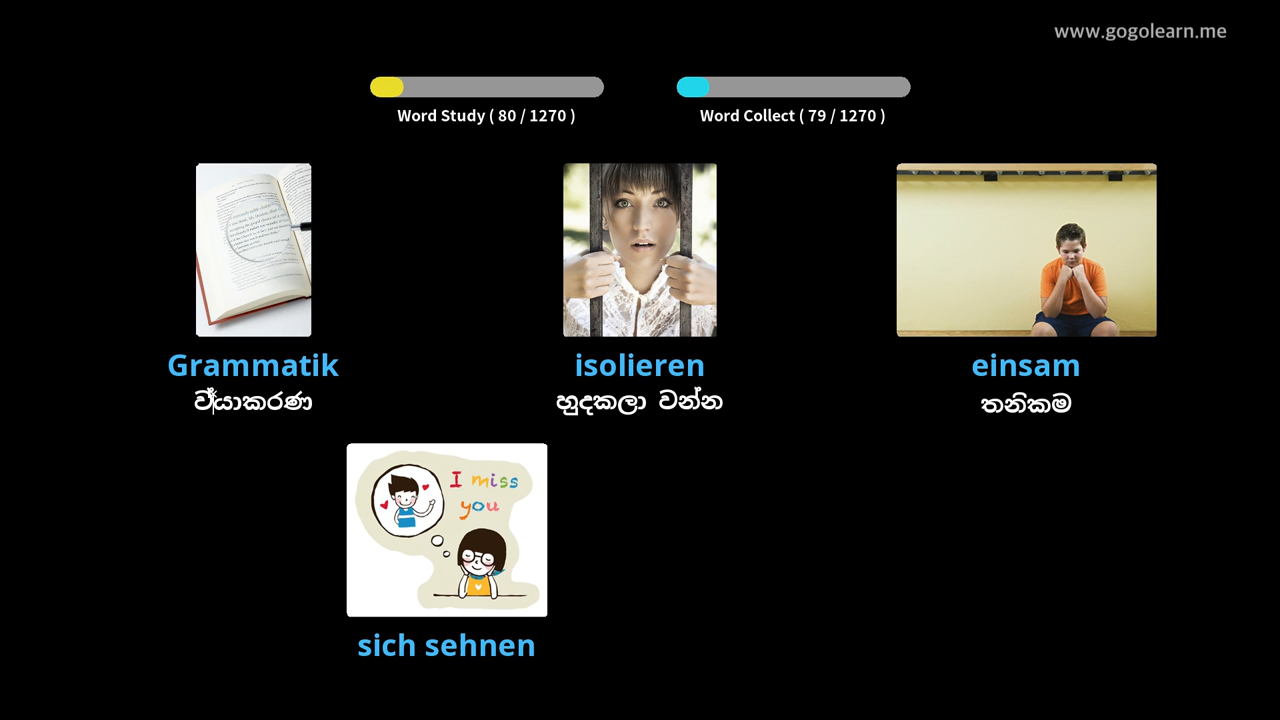 www.gogolearn.me
Word Study ( 80 / 1270 )
Word Collect ( 79 / 1270 )
Grammatik
ව්යාකරණ
isolieren
හුදකලා වන්න
einsam
තනිකම
I miss
you
sich sehnen